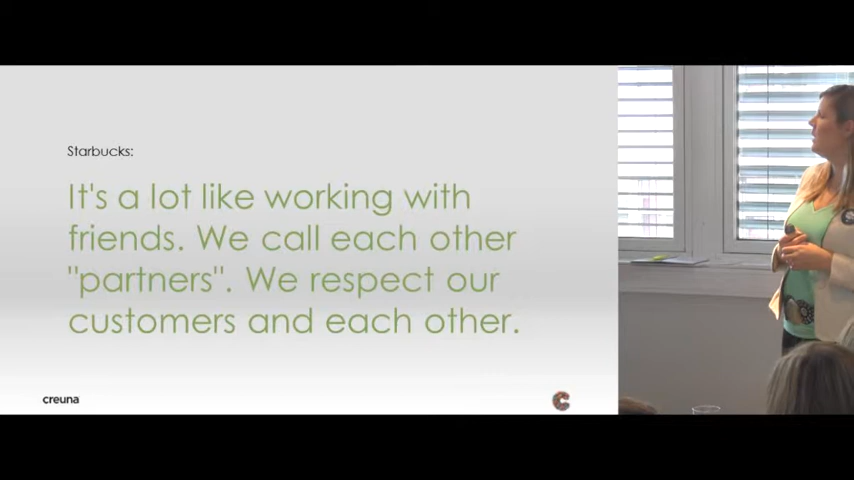 Starbucks:
It's a lot like working with
friends. We call each other
"partners". We respect our
customers and each other.
creuna